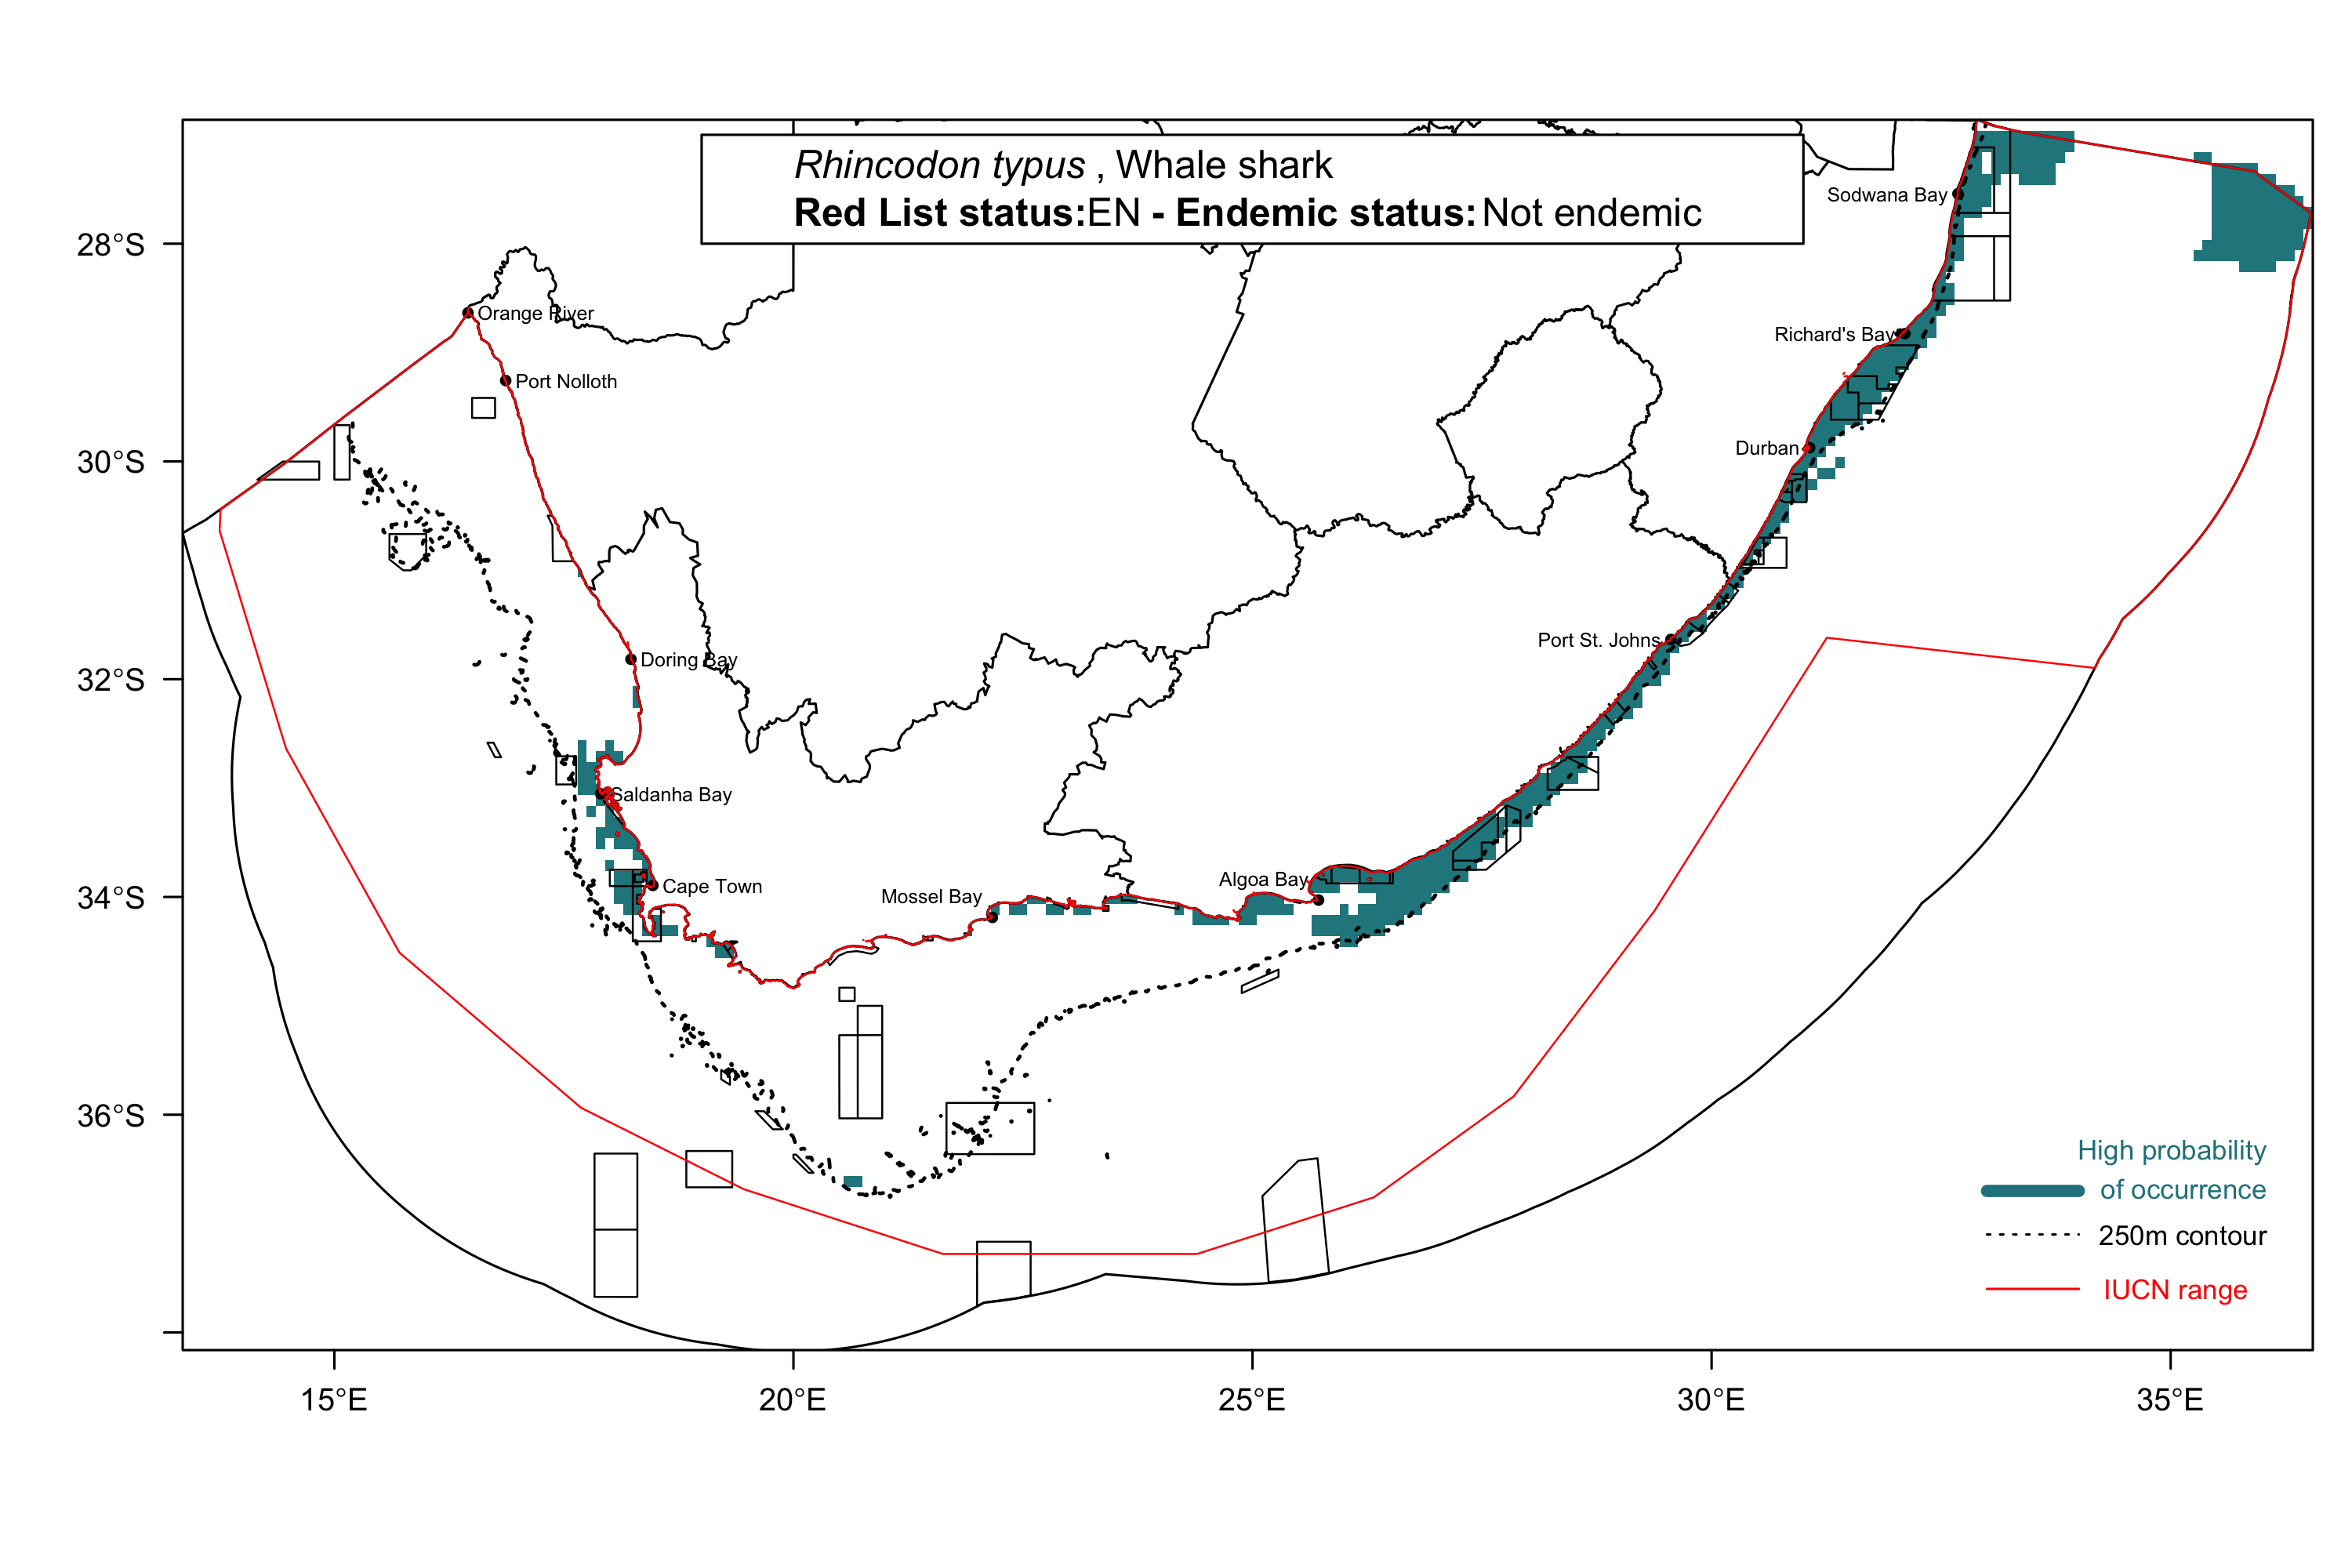 Rhincodon typus , Whale shark
Red List status:EN - Endemic status: Not endemic
Sodwana Bay
28°S
Orange River
Richard's Bay
Port Nolloth
Durban
30°S
Port St. Johns
Doring Bay
32°S
Saldanha Bay
Algoa Bay
Cape Town
Mossel Bay
34°S
36°S
High probability
of occurrence
250m contour
IUCN range
15°E
20°E
25°E
30°E
35°E